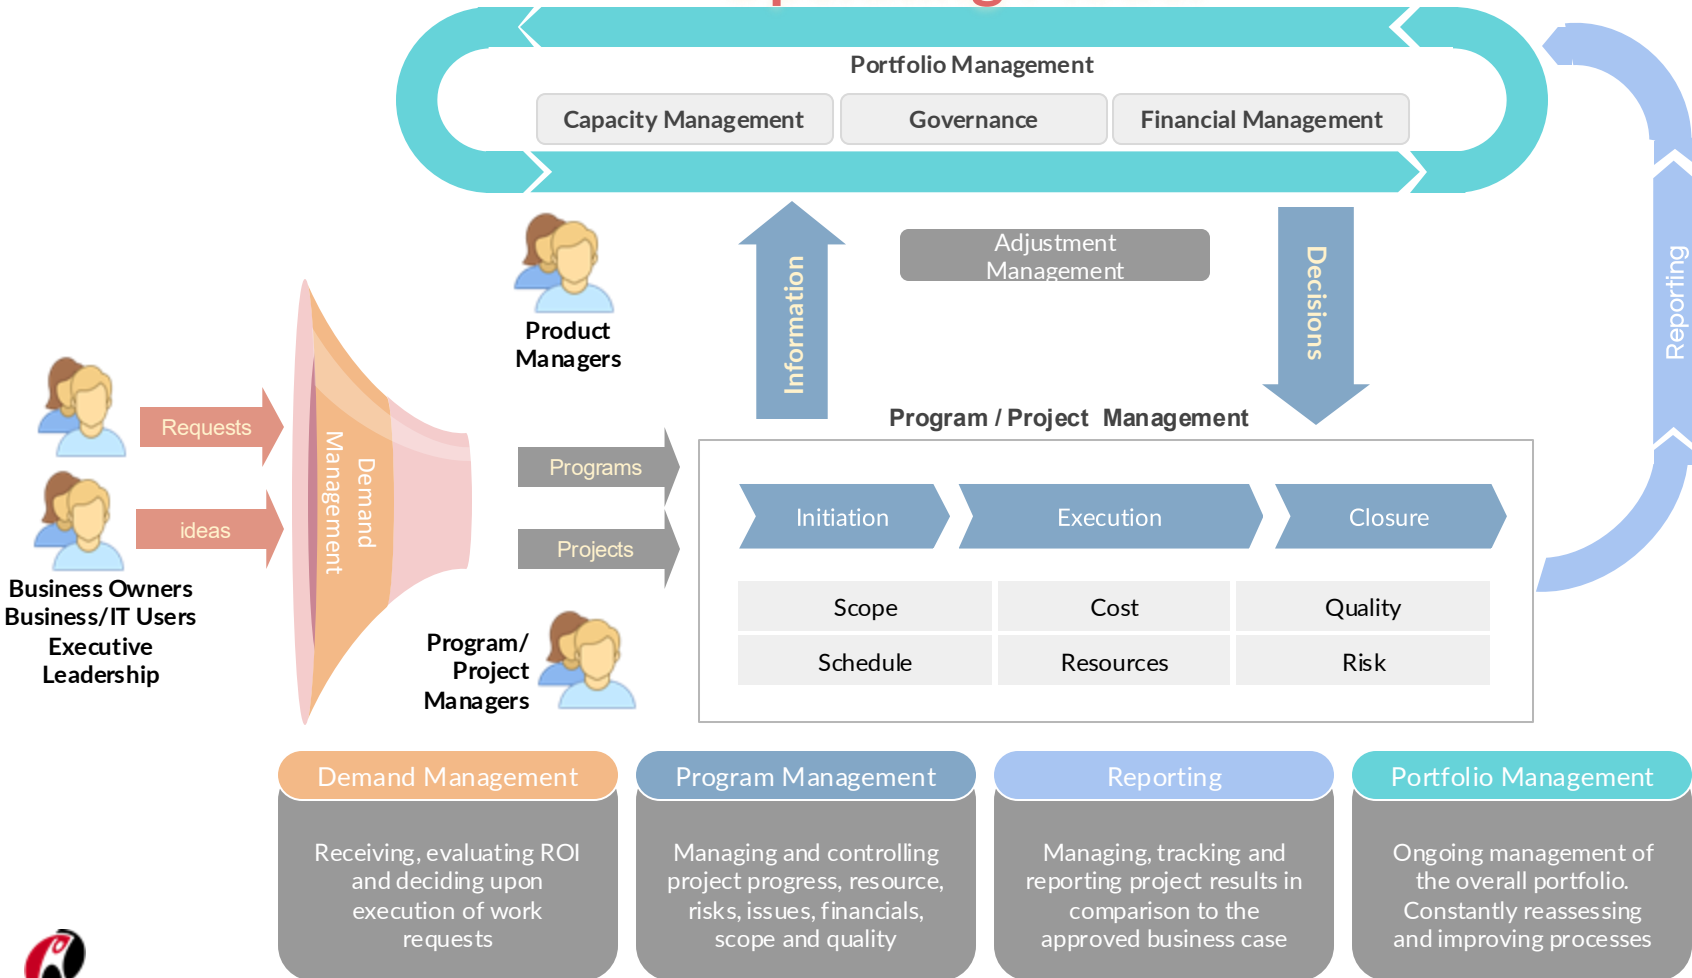 Portfolio Management
Capacity Management
Governance
Financial Management
Adjustment
Management
Information
Decisions
Reporting
Product
Managers
Requests
ideas
Demand
Management
Business Owners
Business/IT Users
Executive
Leadership
Programs
Projects
Program/
Project
Managers
Program / Project Management
Initiation
Execution
Closure
Scope
Cost
Quality
Schedule
Resources
Risk
Demand Management
Receiving, evaluating ROI
and deciding upon
execution of work
requests
Program Management
Managing and controlling
project progress, resource,
risks, issues, financials,
scope and quality
Reporting
Managing, tracking and
reporting project results in
comparison to the
approved business case
Portfolio Management
Ongoing management of
the overall portfolio.
Constantly reassessing
and improving processes